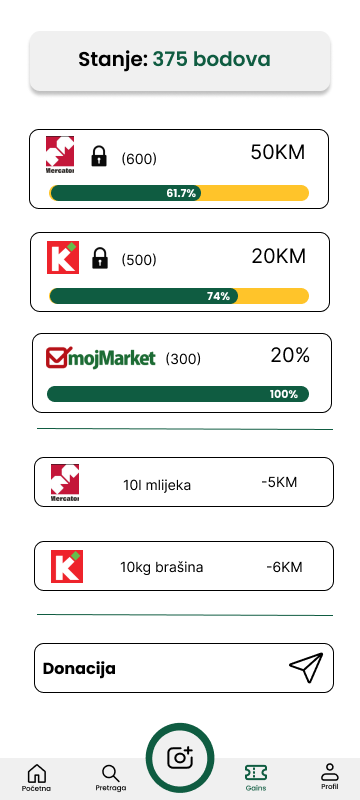 Stanje: 375 bodova
Mercator
(600)
50KM
61.7%
K
(500)
20KM
74%
mojMarket (300)
20%
100%
Mercator
10l mlijeka
-5KM
K
10kg brašina
-6KM
Donacija
Početna
Pretraga
Gains
Profil